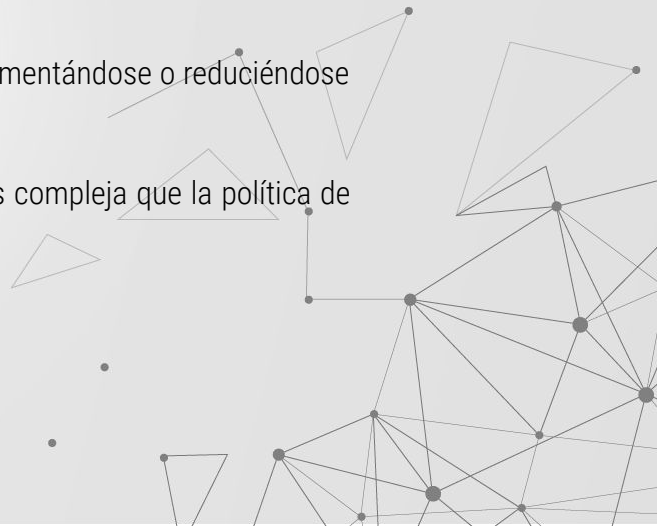 mentándose o reduciéndose
s compleja que la política de